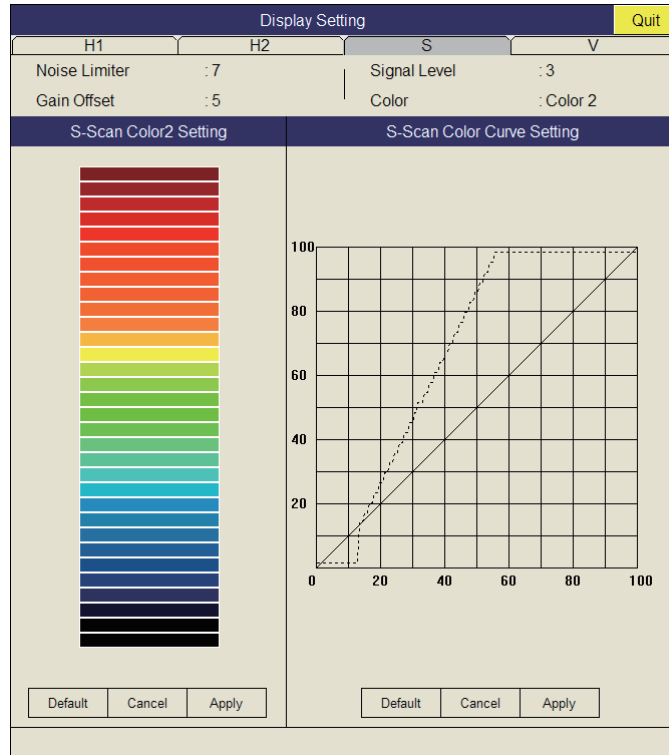 Display Setting Quit
H1 H2 S V
Noise Limiter : 7 Signal Level : 3
Gain Offset : 5 Color : Color 2
S-Scan Color2 Setting S-Scan Color Curve Setting
100
80
60
40
20
0 20 40 60 80 100
Default Cancel Apply Default Cancel Apply